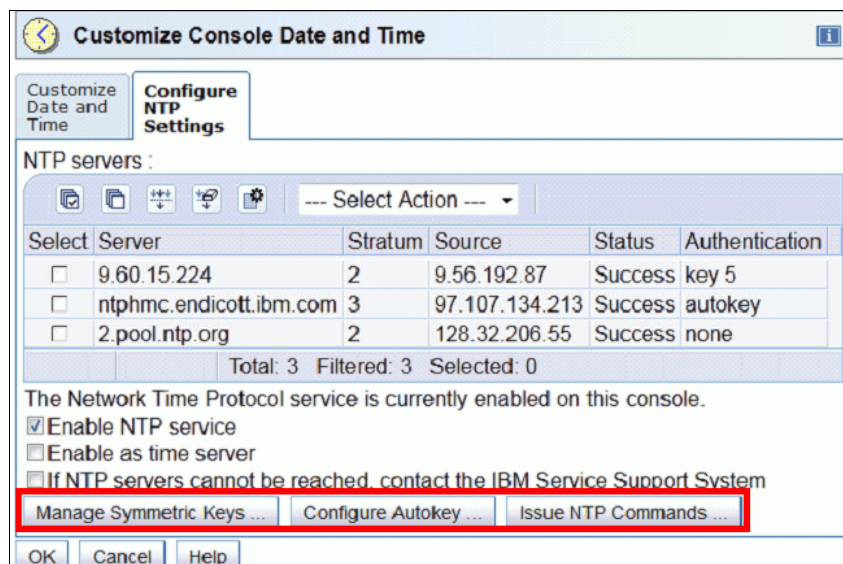 Customize Console Date and Time
Customize
Date and
Time
Configure
NTP
Settings
NTP servers :
--- Select Action ---
Select Server Stratum Source Status Authentication
9.60.15.224 2 9.56.192.87 Success key 5
ntphmc.endicott.ibm.com 3 97.107.134.213 Success autokey
2.pool.ntp.org 2 128.32.206.55 Success none
Total: 3 Filtered: 3 Selected: 0
The Network Time Protocol service is currently enabled on this console.
Enable NTP service
Enable as time server
If NTP servers cannot be reached, contact the IBM Service Support System
Manage Symmetric Keys ... Configure Autokey ... Issue NTP Commands ...
OK Cancel Help